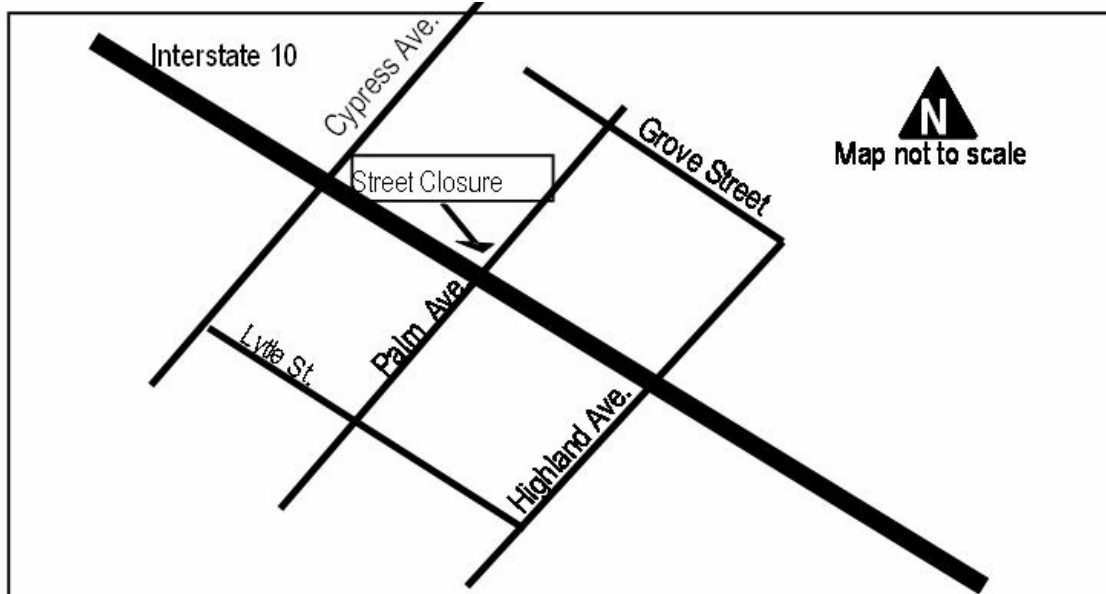 Interstate 10
Cypress Ave.
Grove Street
N
Map not to scale
Street Closure
Palm Ave.
Lytle St.
Highland Ave.